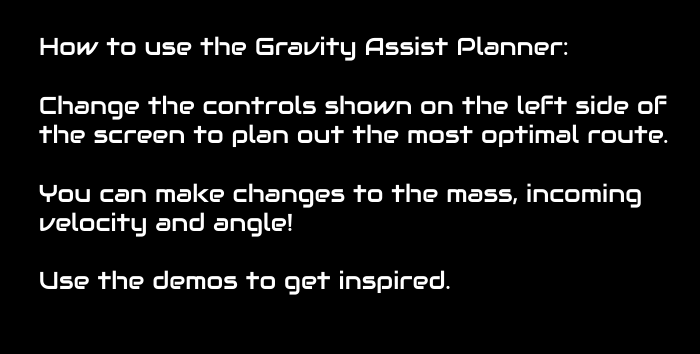 How to use the Gravity Assist Planner:
Change the controls shown on the left side of
the screen to plan out the most optimal route.
You can make changes to the mass, incoming
velocity and angle!
Use the demos to get inspired.